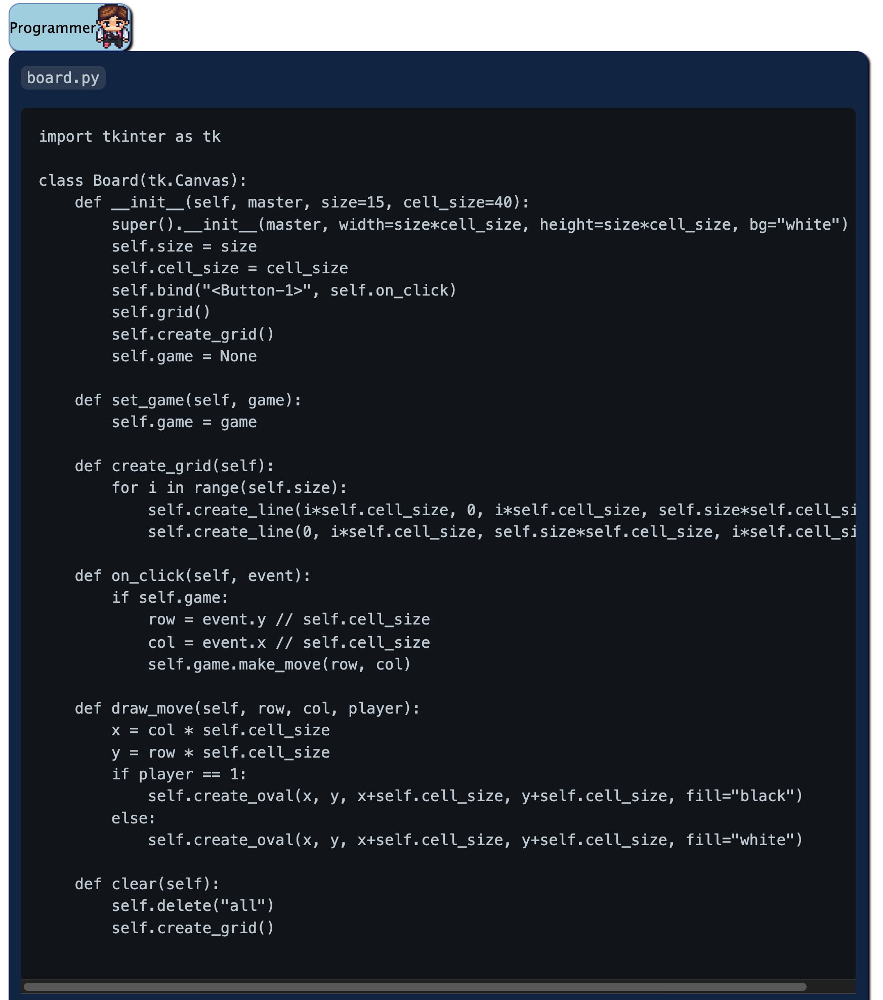 Programmer
board.py
import tkinter as tk
class Board(tk.Canvas):
    def __init__(self, master, size=15, cell_size=40):
        super().__init__(master, width=size*cell_size, height=size*cell_size, bg="white")
        self.size = size
        self.cell_size = cell_size
        self.bind("<Button-1>", self.on_click)
        self.grid()
        self.create_grid()
        self.game = None
    def set_game(self, game):
        self.game = game
    def create_grid(self):
        for i in range(self.size):
            self.create_line(i*self.cell_size, 0, i*self.cell_size, self.size*self.cell_si
            self.create_line(0, i*self.cell_size, self.size*self.cell_size, i*self.cell_si
    def on_click(self, event):
        if self.game:
            row = event.y // self.cell_size
            col = event.x // self.cell_size
            self.game.make_move(row, col)
    def draw_move(self, row, col, player):
        x = col * self.cell_size
        y = row * self.cell_size
        if player == 1:
            self.create_oval(x, y, x+self.cell_size, y+self.cell_size, fill="black")
        else:
            self.create_oval(x, y, x+self.cell_size, y+self.cell_size, fill="white")
    def clear(self):
        self.delete("all")
        self.create_grid()